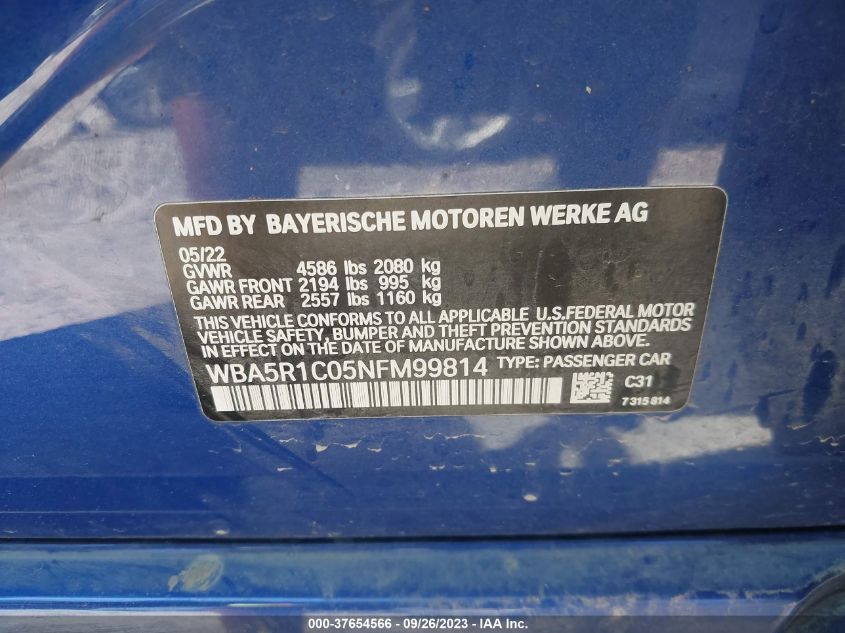 MFD BY BAYERISCHE MOTOREN WERKE AG
05/22
GVWR 4586 lbs 2080 kg
GAWR FRONT 2194 lbs 995 kg
GAWR REAR 2557 lbs 1160 kg
THIS VEHICLE CONFORMS TO ALL APPLICABLE U.S.FEDERAL MOTOR
VEHICLE SAFETY, BUMPER AND THEFT PREVENTION STANDARDS
IN EFFECT ON THE DATE OF MANUFACTURE SHOWN ABOVE.
WBA5R1C05NFM99814 TYPE: PASSENGER CAR
C31
7315814
000-37654566 - 09/26/2023 - IAA Inc.